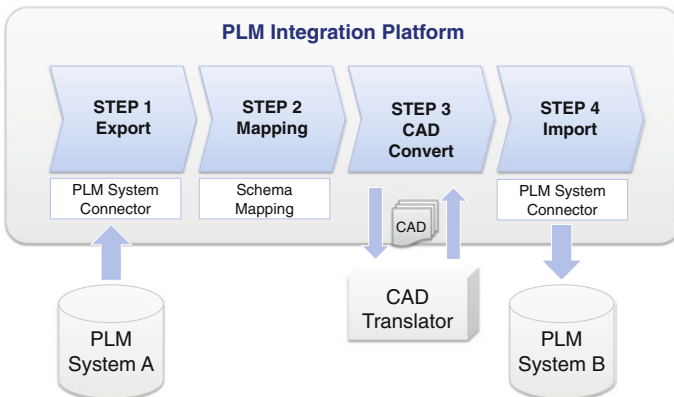 PLM Integration Platform
STEP 1
Export
STEP 2
Mapping
STEP 3
CAD
Convert
STEP 4
Import
PLM System
Connector
Schema
Mapping
PLM System
Connector
CAD
CAD
Translator
PLM
System A
PLM
System B